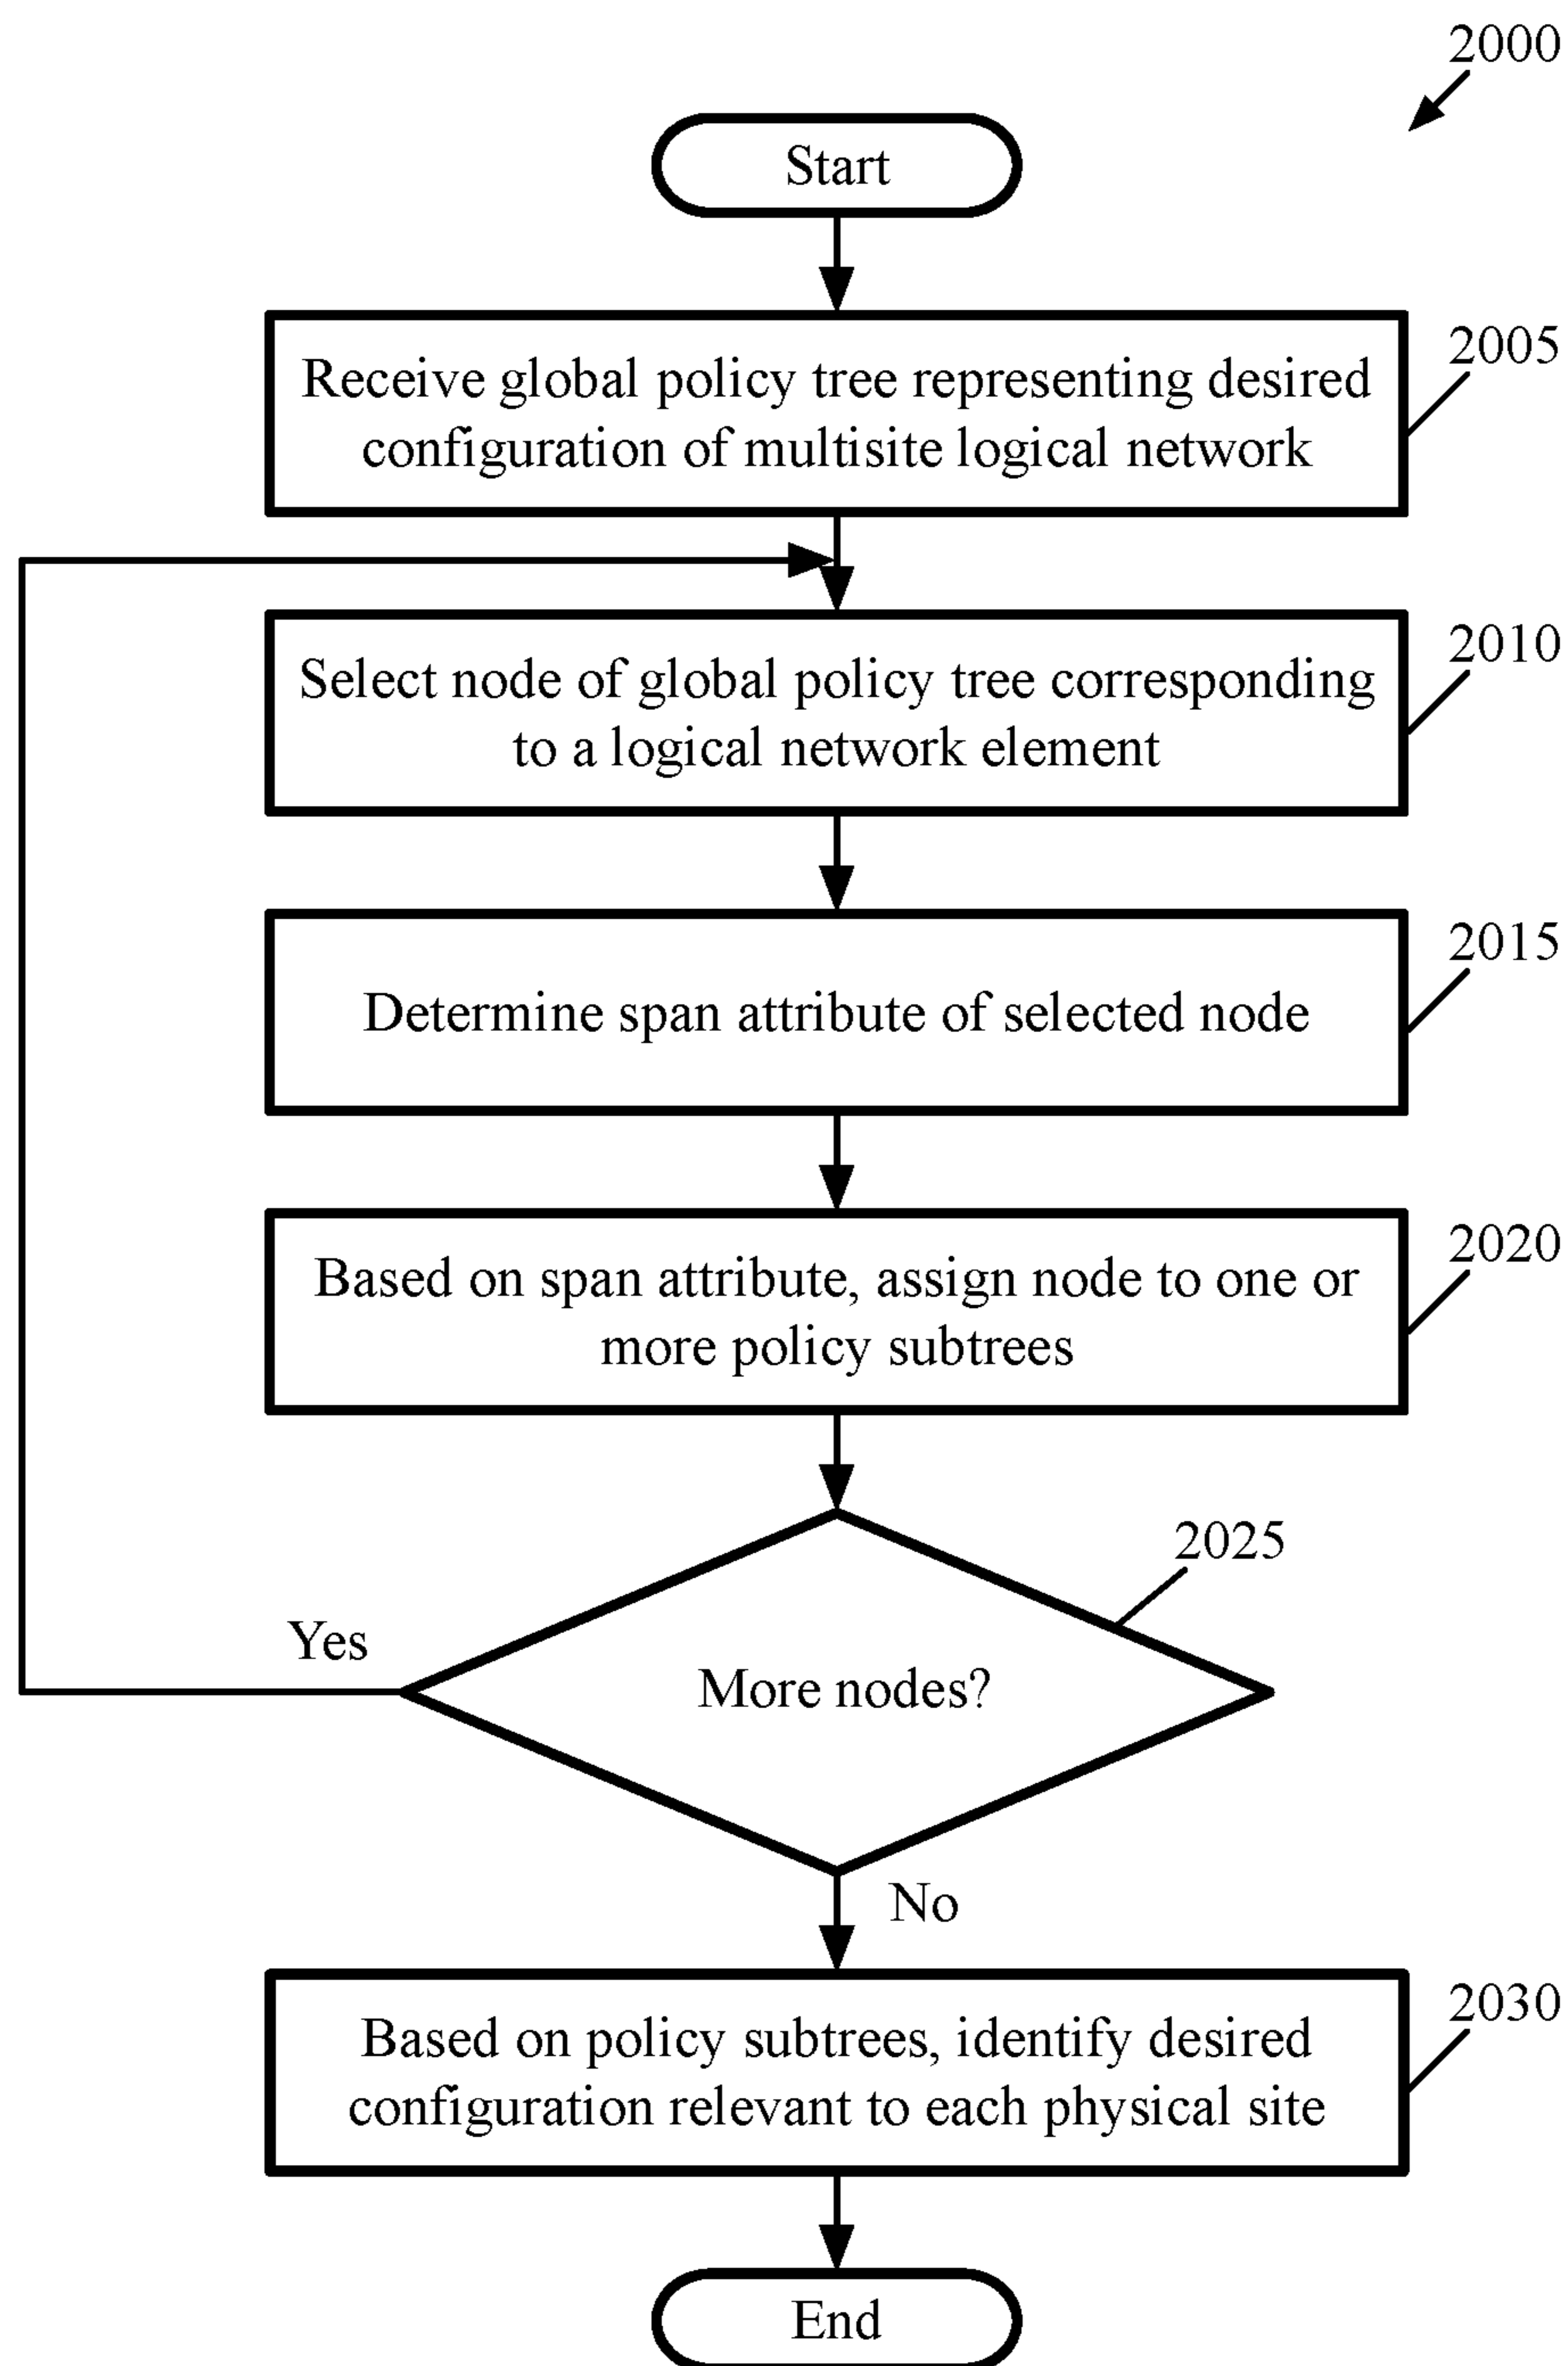 2000
Start
Receive global policy tree representing desired
configuration of multisite logical network
2005
Select node of global policy tree corresponding
to a logical network element
2010
Determine span attribute of selected node
2015
Based on span attribute, assign node to one or
more policy subtrees
2020
2025
Yes
More nodes?
No
Based on policy subtrees, identify desired
configuration relevant to each physical site
2030
End